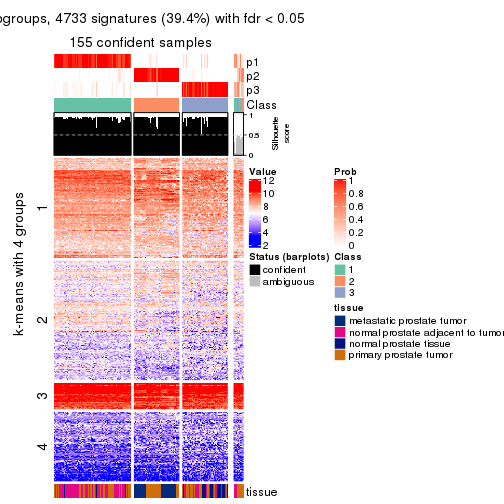 ogroups, 4733 signatures (39.4%) with fdr < 0.05
155 confident samples
p1
p2
p3
Class
1
0.5
0
Silhouette
score
k-means with 4 groups
1
2
3
4
Value
12
10
8
6
4
2
Prob
1
0.8
0.6
0.4
0.2
0
Status (barplots)
confident
ambiguous
Class
1
2
3
tissue
metastatic prostate tumor
normal prostate adjacent to tumor
normal prostate tissue
primary prostate tumor
tissue